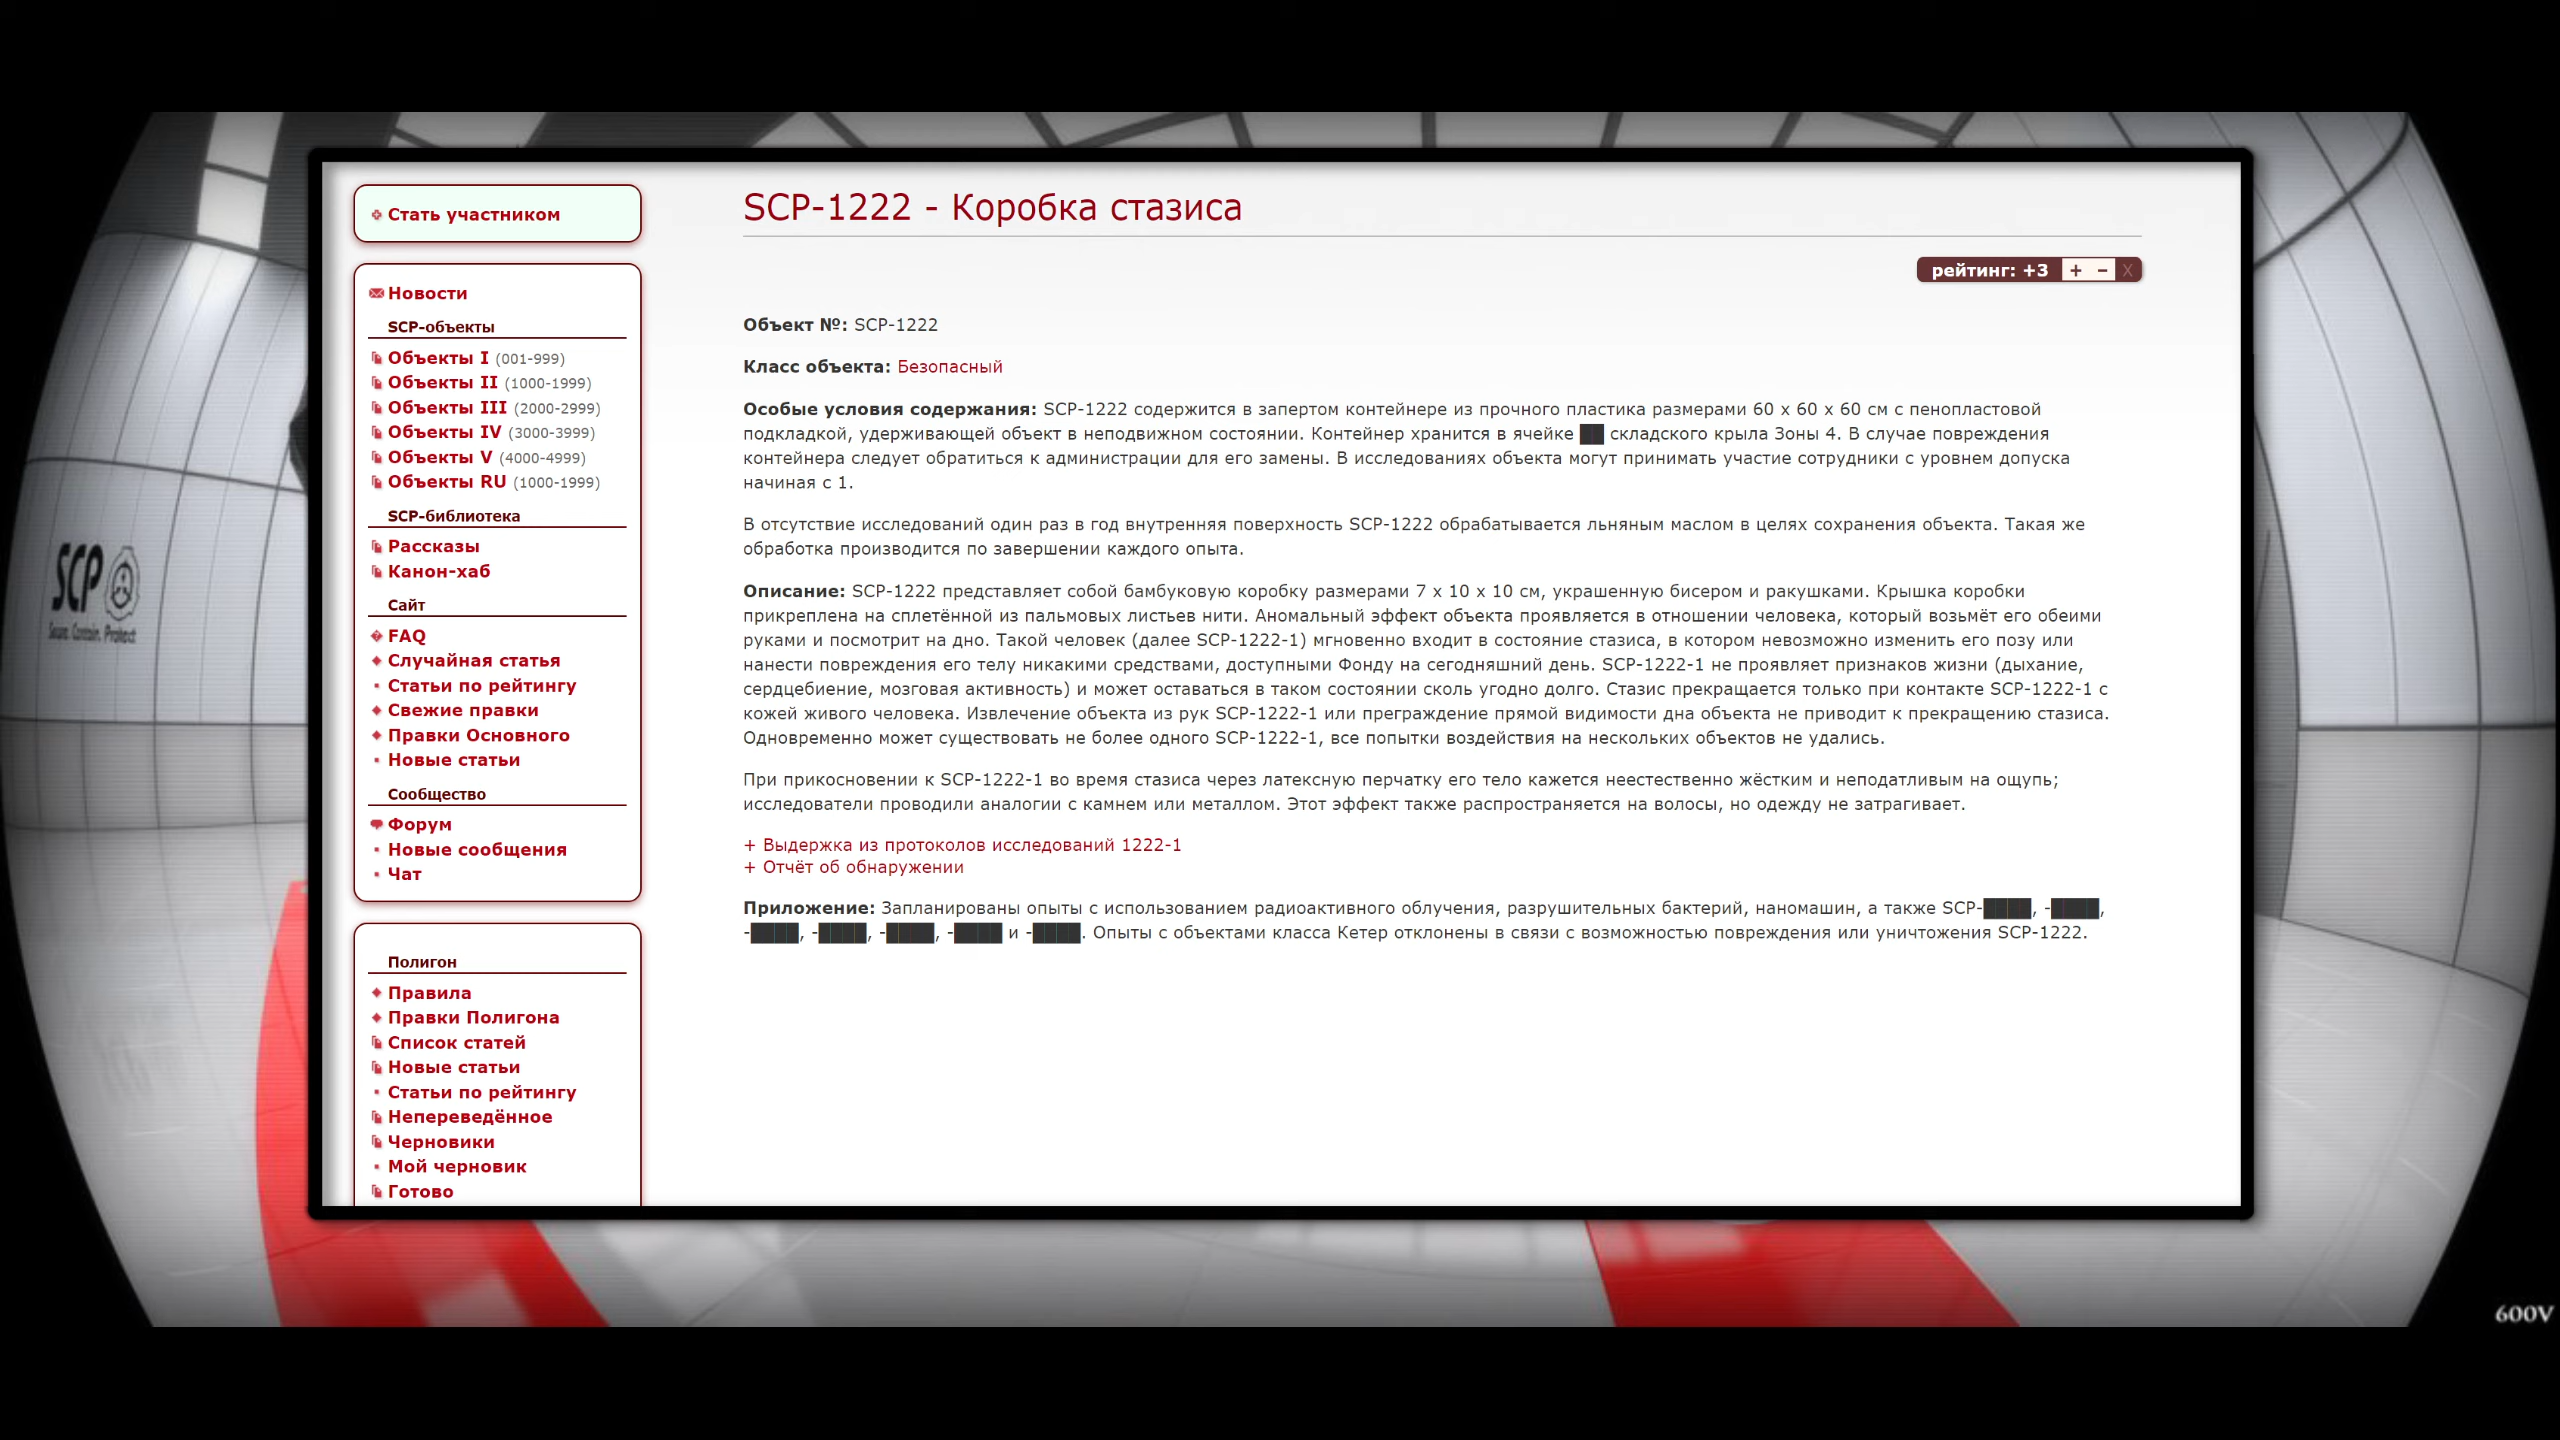 Стать участником
Новости
SCP-объекты
Объекты I (001-999)
Объекты II (1000-1999)
Объекты III (2000-2999)
Объекты IV (3000-3999)
Объекты V (4000-4999)
Объекты RU (1000-1999)
SCP-библиотека
Рассказы
Канон-хаб
Сайт
FAQ
Случайная статья
Статьи по рейтингу
Свежие правки
Правки Основного
Новые статьи
Сообщество
Форум
Новые сообщения
Чат
Полигон
Правила
Правки Полигона
Список статей
Новые статьи
Статьи по рейтингу
Непереведённое
Черновики
Мой черновик
Готово
SCP-1222 - Коробка стазиса
рейтинг: +3 + – X
Объект №: SCP-1222
Класс объекта: Безопасный
Особые условия содержания: SCP-1222 содержится в запертом контейнере из прочного пластика размерами 60 x 60 x 60 см с пенопластовой
подкладкой, удерживающей объект в неподвижном состоянии. Контейнер хранится в ячейке ██ складского крыла Зоны 4. В случае повреждения
контейнера следует обратиться к администрации для его замены. В исследованиях объекта могут принимать участие сотрудники с уровнем допуска
начиная с 1.
В отсутствие исследований один раз в год внутренняя поверхность SCP-1222 обрабатывается льняным маслом в целях сохранения объекта. Такая же
обработка производится по завершении каждого опыта.
Описание: SCP-1222 представляет собой бамбуковую коробку размерами 7 x 10 x 10 см, украшенную бисером и ракушками. Крышка коробки
прикреплена на сплетённой из пальмовых листьев нити. Аномальный эффект объекта проявляется в отношении человека, который возьмёт его обеими
руками и посмотрит на дно. Такой человек (далее SCP-1222-1) мгновенно входит в состояние стазиса, в котором невозможно изменить его позу или
нанести повреждения его телу никакими средствами, доступными Фонду на сегодняшний день. SCP-1222-1 не проявляет признаков жизни (дыхание,
сердцебиение, мозговая активность) и может оставаться в таком состоянии сколь угодно долго. Стазис прекращается только при контакте SCP-1222-1 с
кожей живого человека. Извлечение объекта из рук SCP-1222-1 или преграждение прямой видимости дна объекта не приводит к прекращению стазиса.
Одновременно может существовать не более одного SCP-1222-1, все попытки воздействия на нескольких объектов не удались.
При прикосновении к SCP-1222-1 во время стазиса через латексную перчатку его тело кажется неестественно жёстким и неподатливым на ощупь;
исследователи проводили аналогии с камнем или металлом. Этот эффект также распространяется на волосы, но одежду не затрагивает.
+ Выдержка из протоколов исследований 1222-1
+ Отчёт об обнаружении
Приложение: Запланированы опыты с использованием радиоактивного облучения, разрушительных бактерий, наномашин, а также SCP-████, -████,
-████, -████, -████, -████ и -████. Опыты с объектами класса Кетер отклонены в связи с возможностью повреждения или уничтожения SCP-1222.
SCP
Secure. Contain. Protect
600V